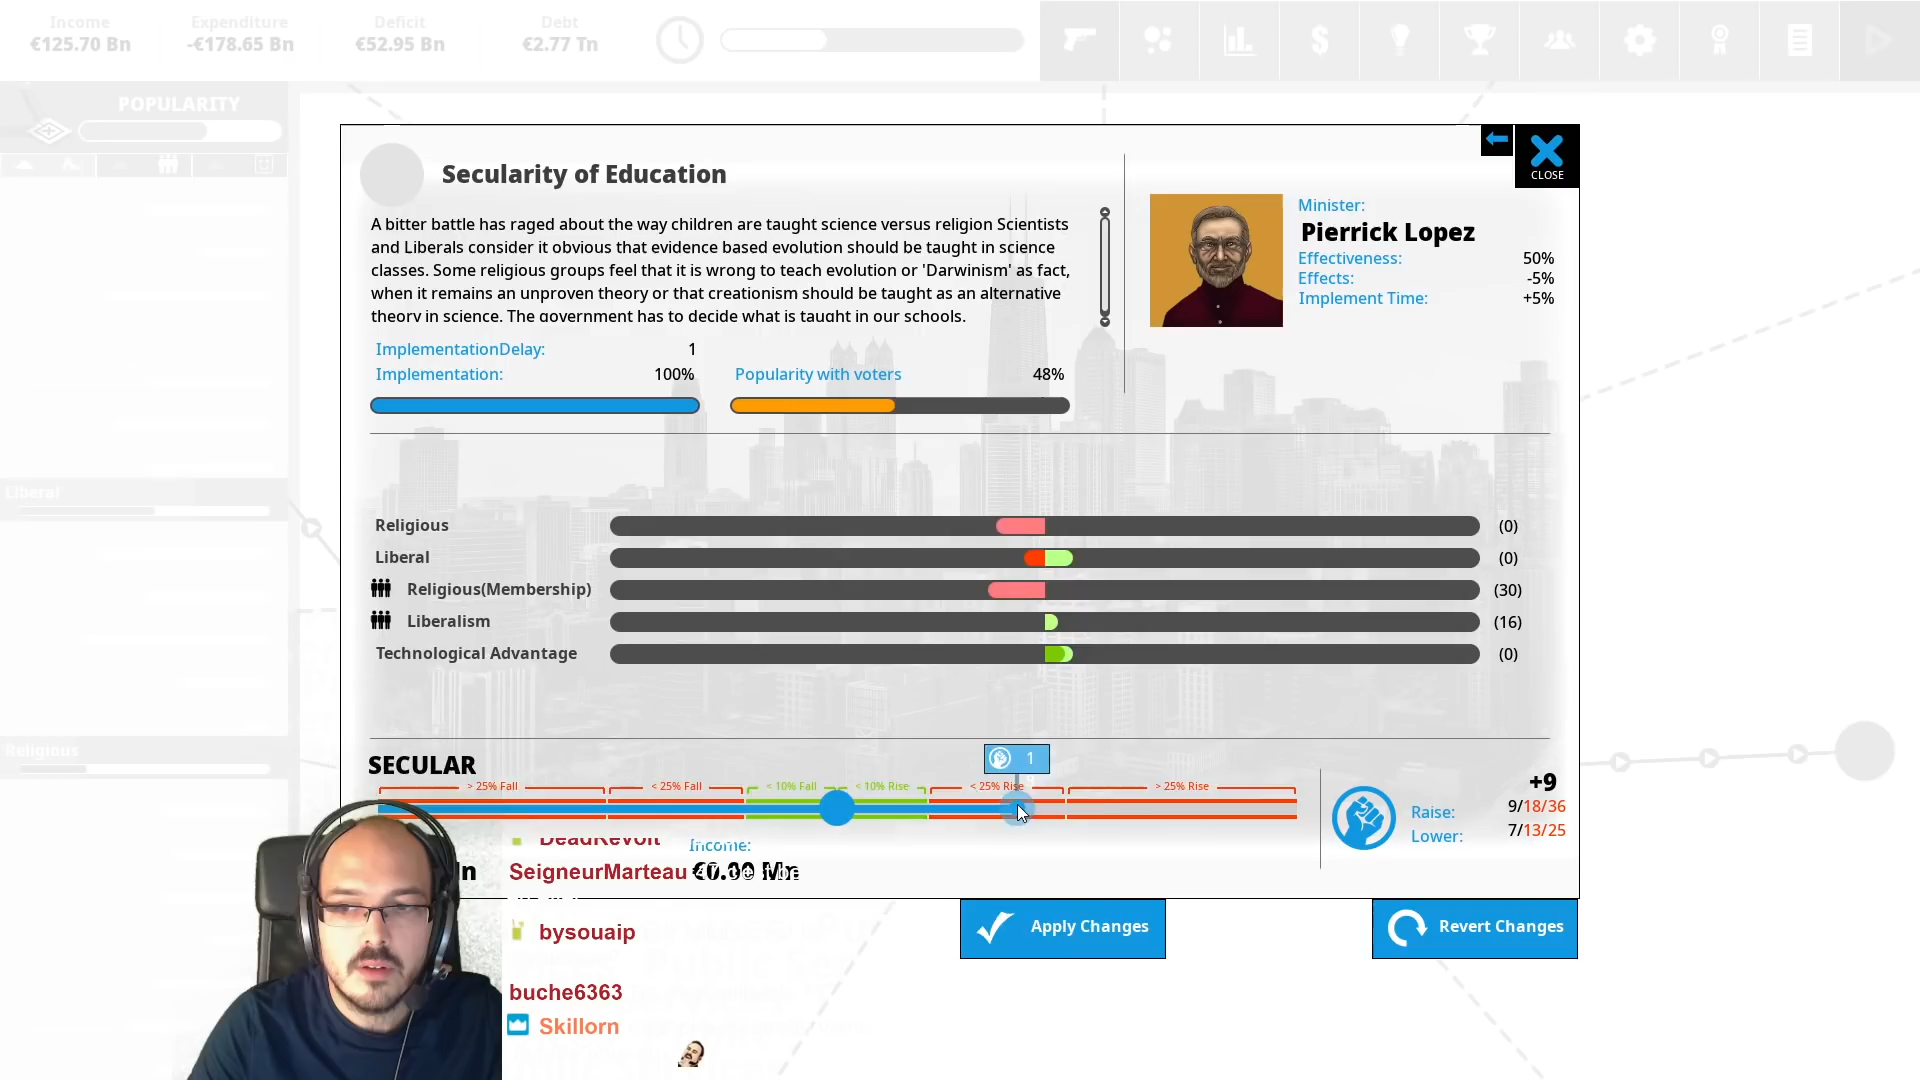 Income
€125.70 Bn
Expenditure
-€178.65 Bn
Deficit
€52.95 Bn
Debt
€2.77 Tn
POPULARITY
Liberal
Religious
CLOSE
Secularity of Education
A bitter battle has raged about the way children are taught science versus religion Scientists
and Liberals consider it obvious that evidence based evolution should be taught in science
classes. Some religious groups feel that it is wrong to teach evolution or 'Darwinism' as fact,
when it remains an unproven theory or that creationism should be taught as an alternative
theory in science. The government has to decide what is taught in our schools.
Minister:
Pierrick Lopez
Effectiveness: 50%
Effects: -5%
Implement Time: +5%
ImplementationDelay: 1
Implementation: 100%
Popularity with voters 48%
Religious (0)
Liberal (0)
Religious(Membership) (30)
Liberalism (16)
Technological Advantage (0)
SECULAR
1
> 25% Fall < 25% Fall < 10% Fall < 10% Rise < 25% Rise > 25% Rise
+9
Raise: 9/18/36
Lower: 7/13/25
DeadRevolt
Income:
SeigneurMarteau
bysouaip
buche6363
Skillorn
Apply Changes
Revert Changes